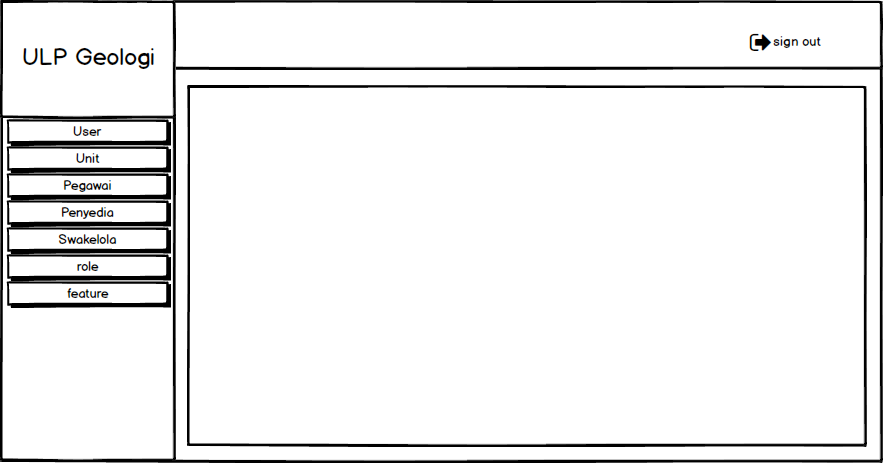 ULP Geologi
sign out
User
Unit
Pegawai
Penyedia
Swakelola
role
feature